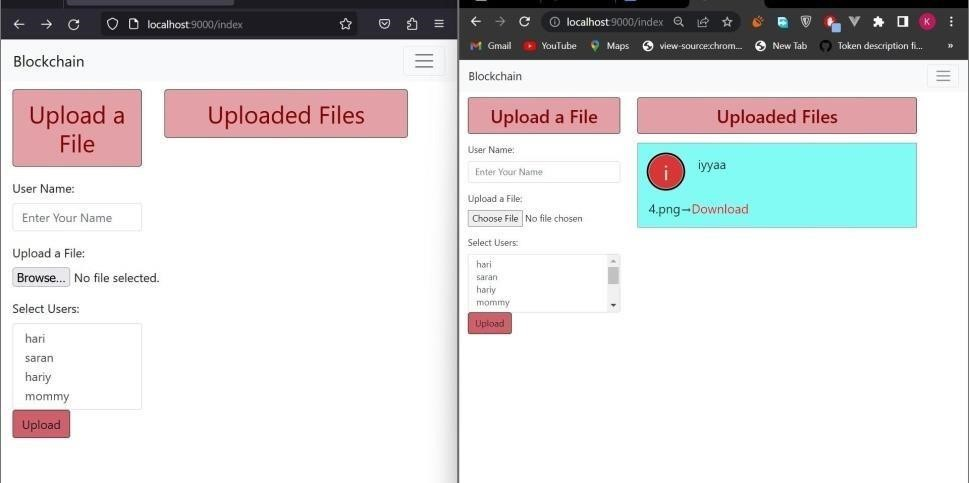 localhost:9000/index
Blockchain
Upload a
File
Uploaded Files
User Name:
Enter Your Name
Upload a File:
Browse... No file selected.
Select Users:
hari
saran
hariy
mommy
Upload
localhost:9000/index
K
Gmail
YouTube
Maps
view-source:chrom...
New Tab
Token description fi...
»
Blockchain
Upload a File
Uploaded Files
User Name:
Enter Your Name
Upload a File:
Choose File No file chosen
Select Users:
hari
saran
hariy
mommy
Upload
i
iyyaa
4.png→Download